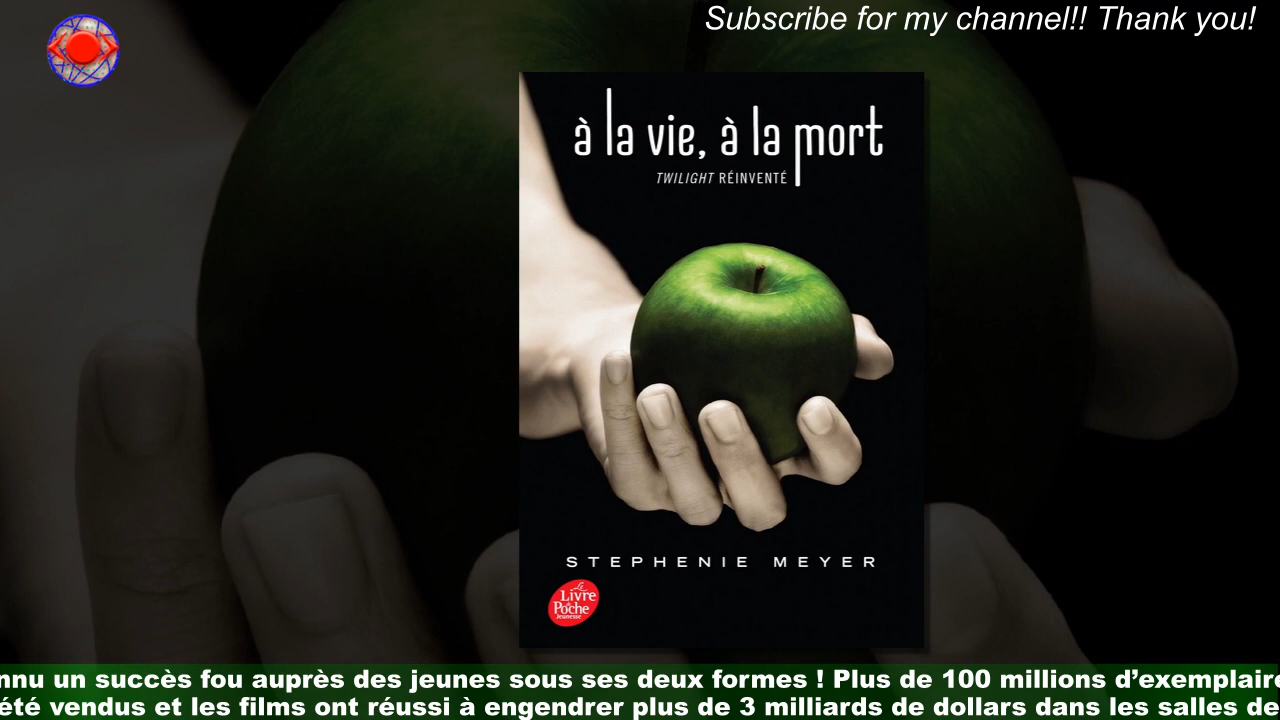 Subscribe for my channel!! Thank you!
à la vie, à la mort
TWILIGHT RÉINVENTÉ
STEPHENIE MEYER
Le
Livre
de
Poche
Jeunesse
nnu un succès fou auprès des jeunes sous ses deux formes ! Plus de 100 millions d’exemplaire
été vendus et les films ont réussi à engendrer plus de 3 milliards de dollars dans les salles de